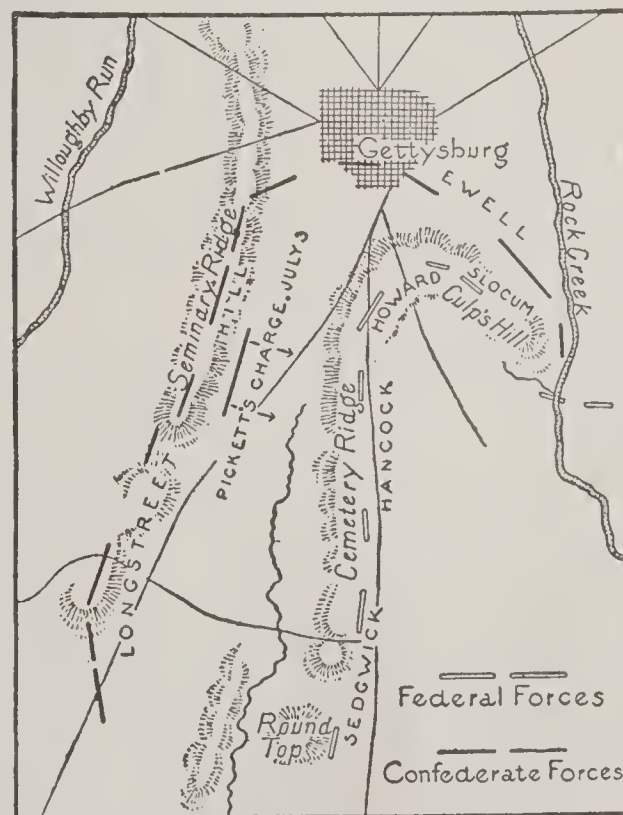 Willoughby Run
Gettysburg
EWELL
Rock Creek
Seminary Ridge
HILL
PICKETT'S CHARGE. JULY 3
HOWARD
SLOCUM
Culp's Hill
Cemetery Ridge
HANCOCK
LONGSTREET
SEDGWICK
Round
Tops
Federal Forces
Confederate Forces